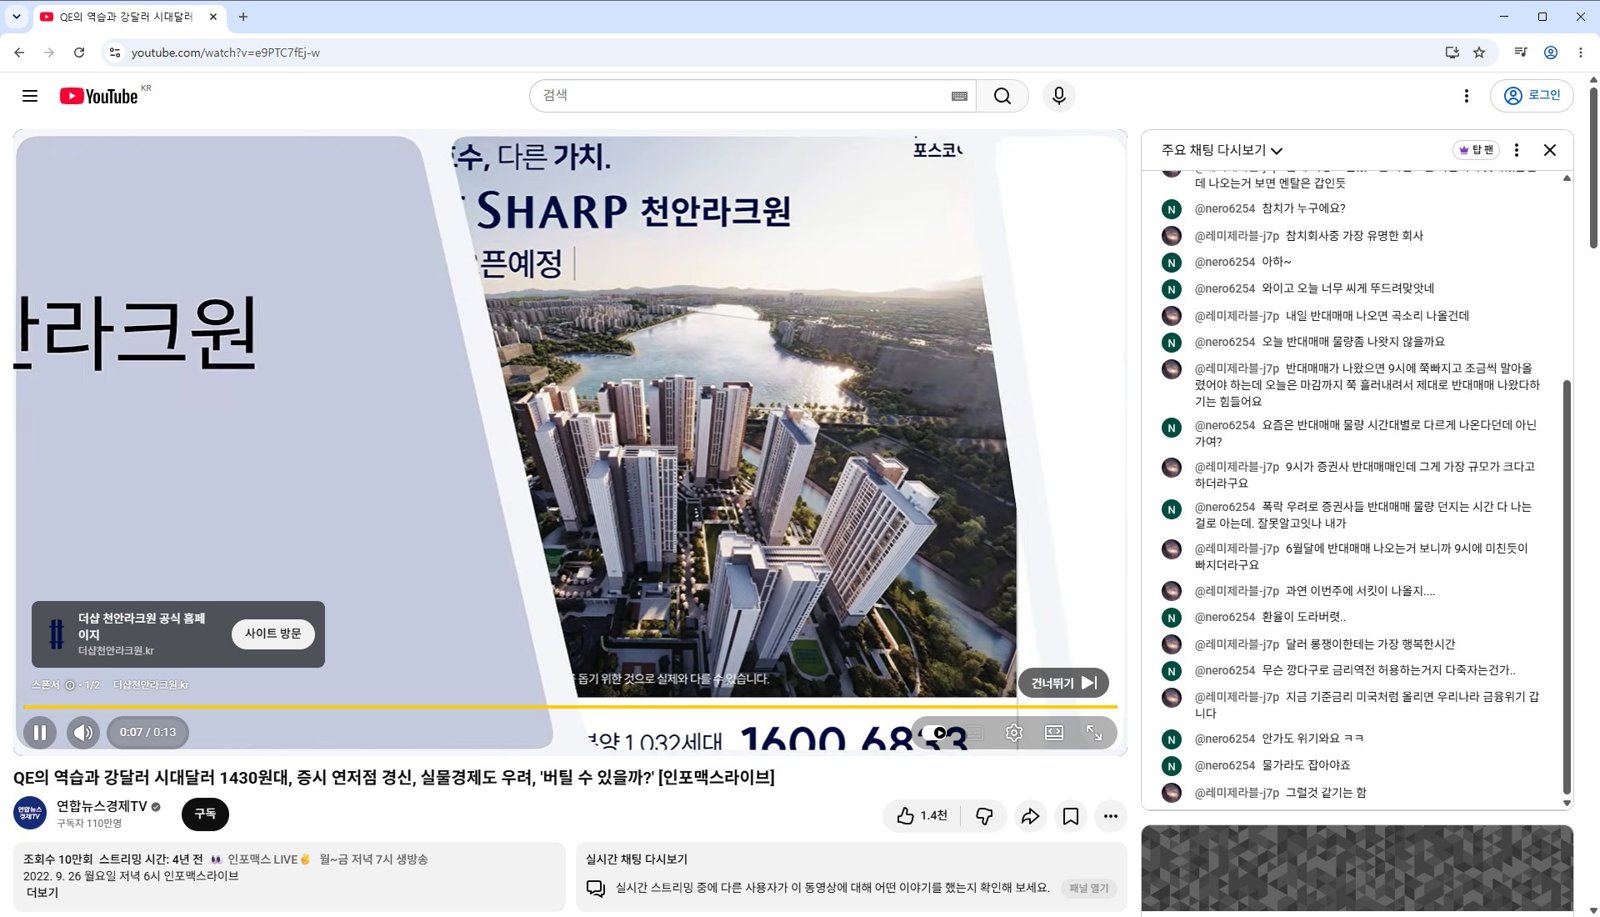 QE의 역습과 강달러 시대달러
youtube.com/watch?v=e9PTC7fEj-w
YouTube KR
검색
로그인
수, 다른 가치.
포스코
SHARP 천안라크원
픈예정
안라크원
더샵 천안라크원 공식 홈페
이지
더샵천안라크원.kr
사이트 방문
스폰서 · 1/2 더샵천안라크원.kr
돕기 위한 것으로 실제와 다를 수 있습니다.
건너뛰기
0:07 / 0:13
분양 1,032세대 1600 6833
QE의 역습과 강달러 시대달러 1430원대, 증시 연저점 경신, 실물경제도 우려, '버틸 수 있을까?' [인포맥스라이브]
연합뉴스
경제TV
연합뉴스경제TV
구독자 110만명
구독
1.4천
조회수 10만회 스트리밍 시간: 4년 전 인포맥스 LIVE✌ 월~금 저녁 7시 생방송
2022. 9. 26 월요일 저녁 6시 인포맥스라이브
더보기
실시간 채팅 다시보기
실시간 스트리밍 중에 다른 사용자가 이 동영상에 대해 어떤 이야기를 했는지 확인해 보세요.
패널 열기
주요 채팅 다시보기
탑 팬
데 나오는거 보면 멘탈은 갑인듯
N @nero6254 참치가 누구에요?
@레미제라블-j7p 참치회사중 가장 유명한 회사
N @nero6254 아하~
N @nero6254 와이고 오늘 너무 씨게 뚜드려맞앗네
@레미제라블-j7p 내일 반대매매 나오면 곡소리 나올건데
N @nero6254 오늘 반대매매 물량좀 나왓지 않을까요
@레미제라블-j7p 반대매매가 나왔으면 9시에 쭉빠지고 조금씩 말아올
렸어야 하는데 오늘은 마감까지 쭉 흘러내려서 제대로 반대매매 나왔다하
기는 힘들어요
N @nero6254 요즘은 반대매매 물량 시간대별로 다르게 나온다던데 아닌
가여?
@레미제라블-j7p 9시가 증권사 반대매매인데 그게 가장 규모가 크다고
하더라구요
N @nero6254 폭락 우려로 증권사들 반대매매 물량 던지는 시간 다 나는
걸로 아는데. 잘못알고잇나 내가
@레미제라블-j7p 6월달에 반대매매 나오는거 보니까 9시에 미친듯이
빠지더라구요
@레미제라블-j7p 과연 이번주에 서킷이 나올지....
N @nero6254 환율이 도라버렷..
@레미제라블-j7p 달러 롱쟁이한테는 가장 행복한시간
N @nero6254 무슨 깡다구로 금리역전 허용하는거지 다죽자는건가..
@레미제라블-j7p 지금 기준금리 미국처럼 올리면 우리나라 금융위기 갑
니다
N @nero6254 안가도 위기와요 ㅋㅋ
N @nero6254 물가라도 잡아야죠
@레미제라블-j7p 그럴것 같기는 함